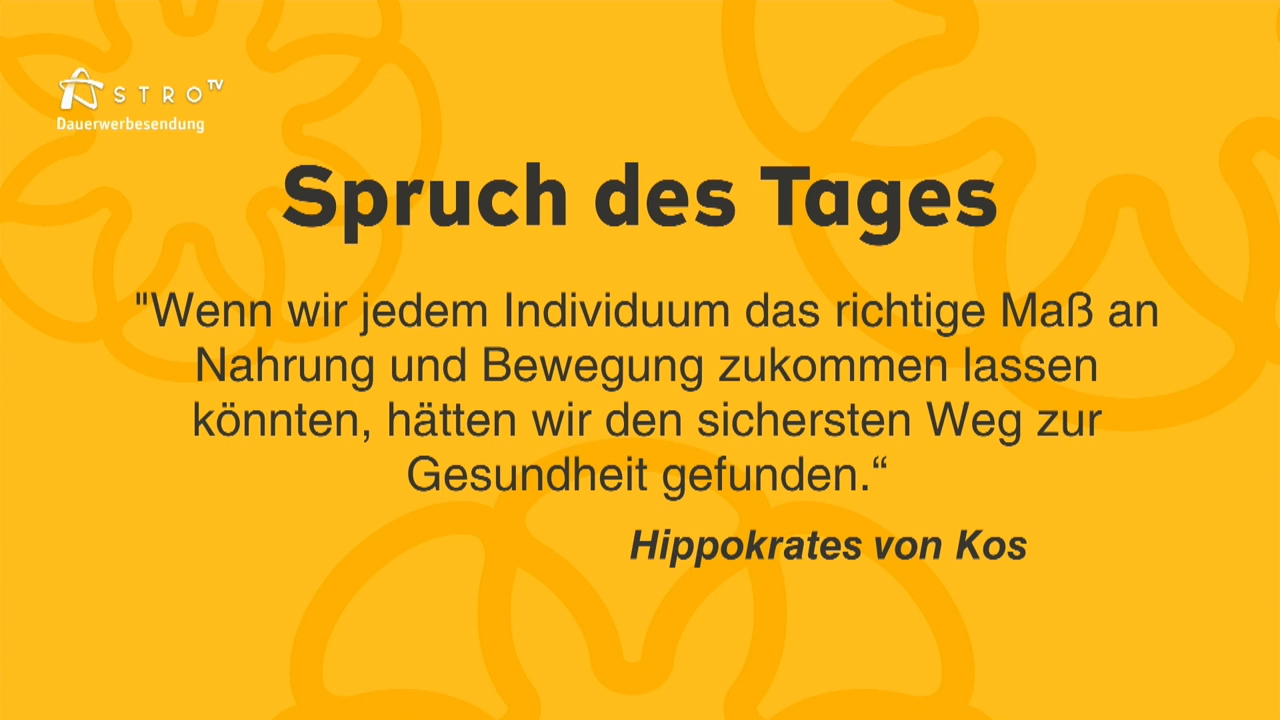 ASTRO TV
Dauerwerbesendung
Spruch des Tages
"Wenn wir jedem Individuum das richtige Maß an
Nahrung und Bewegung zukommen lassen
könnten, hätten wir den sichersten Weg zur
Gesundheit gefunden.“
Hippokrates von Kos